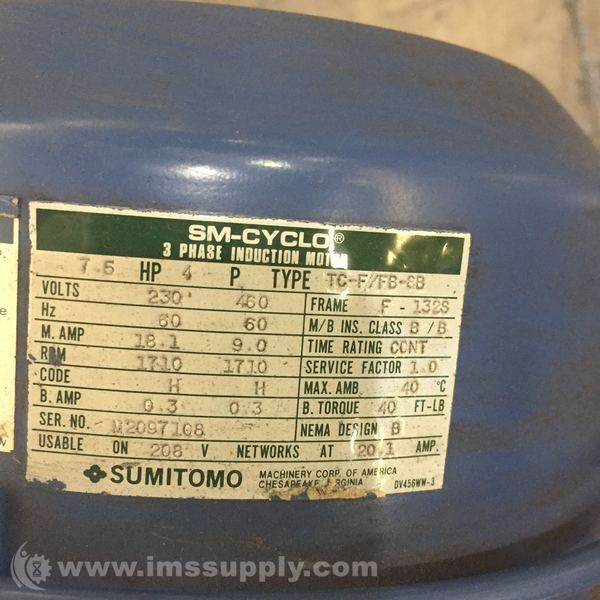 SM-CYCLO®
3 PHASE INDUCTION MOTOR
7.5 HP 4 P TYPE TC-F/FB-8B
VOLTS 230 460 FRAME F - 132S
Hz 60 60 M/B INS. CLASS B / B
M. AMP 18.1 9.0 TIME RATING CONT
RPM 1710 1710 SERVICE FACTOR 1.0
CODE H H MAX. AMB 40 °C
B. AMP 0.3 0.3 B. TORQUE 40 FT-LB
SER. NO. M2097108 NEMA DESIGN B
USABLE ON 208 V NETWORKS AT 20.1 AMP.
SUMITOMO MACHINERY CORP. OF AMERICA
CHESAPEAKE
DV456WW-3
www.imssupply.com